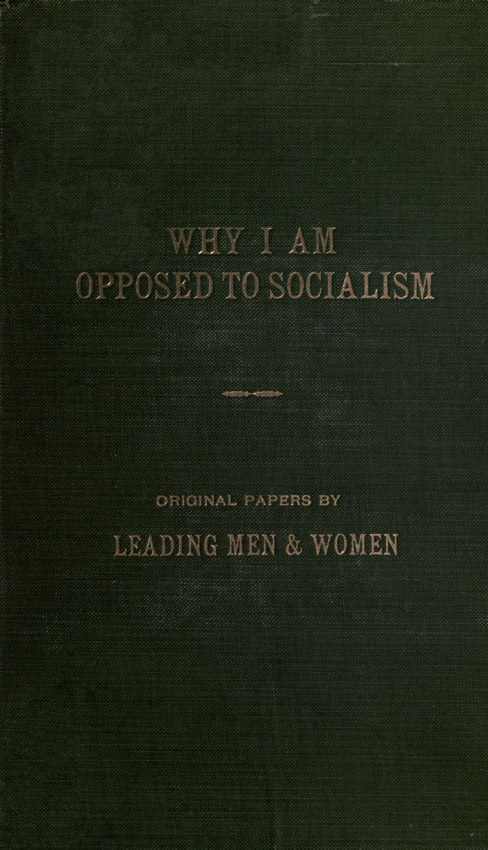 WHY I AM
OPPOSED TO SOCIALISM
ORIGINAL PAPERS BY
LEADING MEN & WOMEN